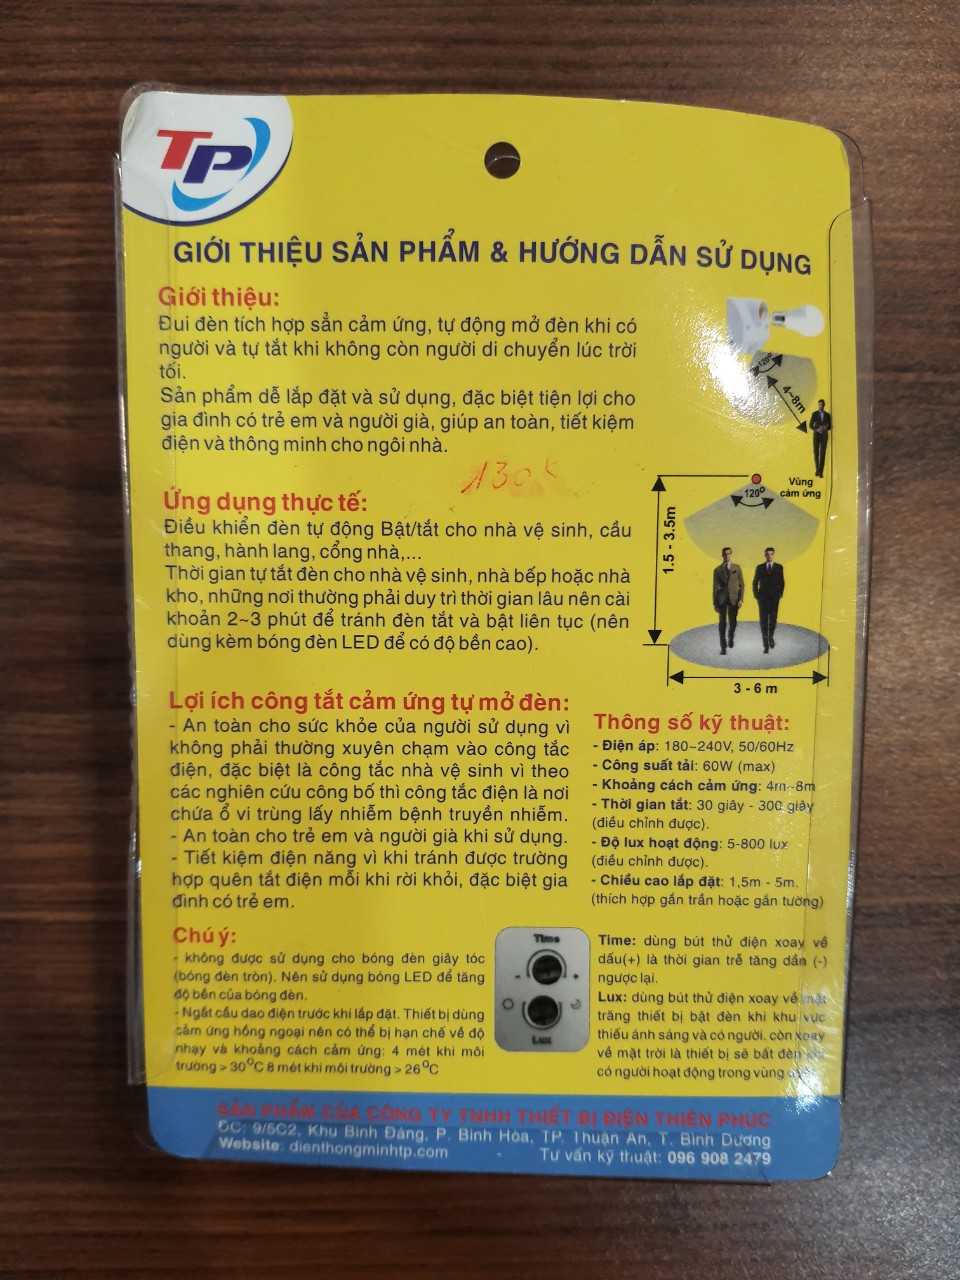 TP
GIỚI THIỆU SẢN PHẨM & HƯỚNG DẪN SỬ DỤNG
Giới thiệu:
Đui đèn tích hợp sẳn cảm ứng, tự động mở đèn khi có
người và tự tắt khi không còn người di chuyển lúc trời
tối.
Sản phẩm dễ lắp đặt và sử dụng, đặc biệt tiện lợi cho
gia đình có trẻ em và người già, giúp an toàn, tiết kiệm
điện và thông minh cho ngôi nhà.
120°
4~8m
130k
Ứng dụng thực tế:
Điều khiển đèn tự động Bật/tắt cho nhà vệ sinh, cầu
thang, hành lang, cổng nhà,...
Thời gian tự tắt đèn cho nhà vệ sinh, nhà bếp hoặc nhà
kho, những nơi thường phải duy trì thời gian lâu nên cài
khoản 2~3 phút để tránh đèn tắt và bật liên tục (nên
dùng kèm bóng đèn LED để có độ bền cao).
Vùng
cảm ứng
120°
1.5 - 3.5m
3 - 6 m
Lợi ích công tắt cảm ứng tự mở đèn:
- An toàn cho sức khỏe của người sử dụng vì
không phải thường xuyên chạm vào công tắc
điện, đặc biệt là công tắc nhà vệ sinh vì theo
các nghiên cứu công bố thì công tắc điện là nơi
chứa ổ vi trùng lấy nhiễm bệnh truyền nhiễm.
- An toàn cho trẻ em và người già khi sử dụng.
- Tiết kiệm điện năng vì khi tránh được trường
hợp quên tắt điện mỗi khi rời khỏi, đặc biệt gia
đình có trẻ em.
Thông số kỹ thuật:
- Điện áp: 180~240V, 50/60Hz
- Công suất tải: 60W (max)
- Khoảng cách cảm ứng: 4m~8m
- Thời gian tắt: 30 giây - 300 giây
(điều chỉnh được).
- Độ lux hoạt động: 5-800 lux
(điều chỉnh được).
- Chiều cao lắp đặt: 1,5m - 5m.
(thích hợp gắn trần hoặc gắn tường)
Chú ý:
- không được sử dụng cho bóng đèn giây tóc
(bóng đèn tròn). Nên sử dụng bóng LED để tăng
độ bền của bóng đèn.
- Ngắt cầu dao điện trước khi lắp đặt. Thiết bị dùng
cảm ứng hồng ngoại nên có thể bị hạn chế về độ
nhạy và khoảng cách cảm ứng: 4 mét khi môi
trường > 30°C 8 mét khi môi trường > 26°C
Time
- +
Lux
Time: dùng bút thử điện xoay về
dấu(+) là thời gian trễ tăng dần (-)
ngược lại.
Lux: dùng bút thử điện xoay về mặt
trăng thiết bị bật đèn khi khu vực
thiếu ánh sáng và có người. còn xoay
về mặt trời là thiết bị sẽ bất đèn khi
có người hoạt động trong vùng
SẢN PHẨM CỦA CÔNG TY TNHH THIẾT BỊ ĐIỆN THIÊN PHÚC
ĐC: 9/5C2, Khu Bình Đáng, P. Bình Hòa, TP. Thuận An, T. Bình Dương
Website: dienthongminhtp.com - Tư vấn kỹ thuật: 096 908 2479